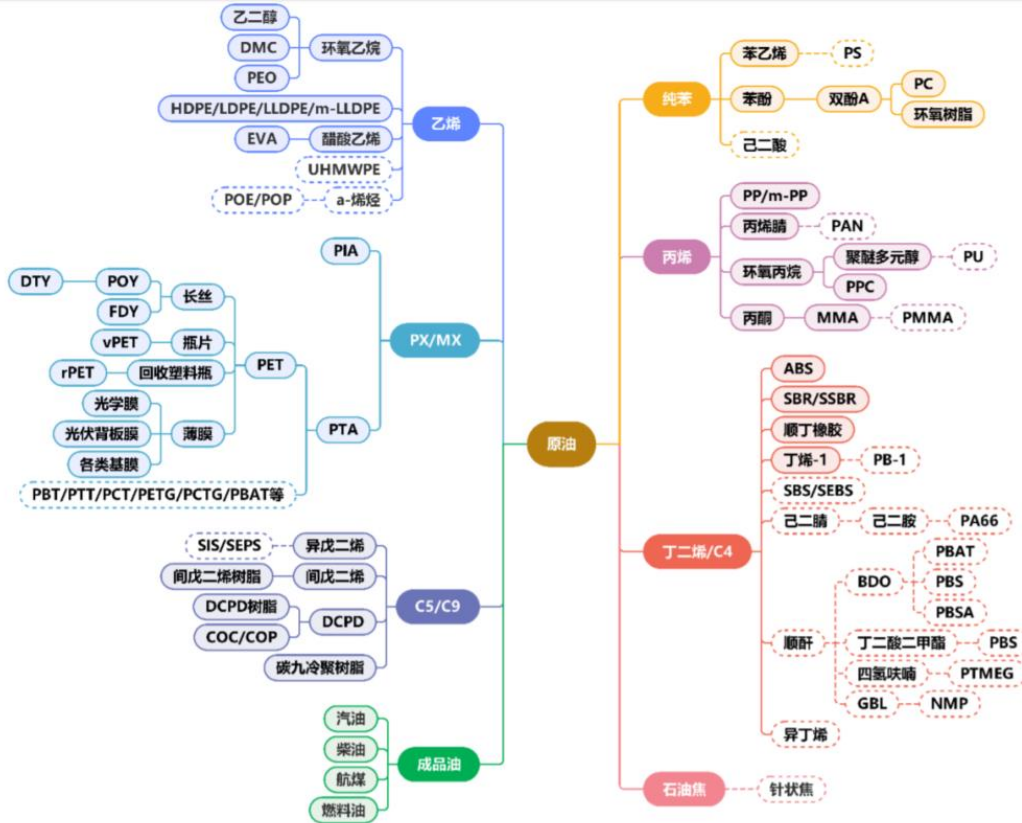 原油
乙烯
环氧乙烷
乙二醇
DMC
PEO
HDPE/LDPE/LLDPE/m-LLDPE
醋酸乙烯
EVA
UHMWPE
a-烯烃
POE/POP
PX/MX
PIA
PTA
PET
长丝
POY
DTY
FDY
瓶片
vPET
回收塑料瓶
rPET
薄膜
光学膜
光伏背板膜
各类基膜
PBT/PTT/PCT/PETG/PCTG/PBAT等
C5/C9
异戊二烯
SIS/SEPS
间戊二烯
间戊二烯树脂
DCPD
DCPD树脂
COC/COP
碳九冷聚树脂
成品油
汽油
柴油
航煤
燃料油
纯苯
苯乙烯
PS
苯酚
双酚A
PC
环氧树脂
己二酸
丙烯
PP/m-PP
丙烯腈
PAN
环氧丙烷
聚醚多元醇
PU
PPC
丙酮
MMA
PMMA
丁二烯/C4
ABS
SBR/SSBR
顺丁橡胶
丁烯-1
PB-1
SBS/SEBS
己二腈
己二胺
PA66
顺酐
BDO
PBAT
PBS
PBSA
丁二酸二甲酯
PBS
四氢呋喃
PTMEG
GBL
NMP
异丁烯
石油焦
针状焦